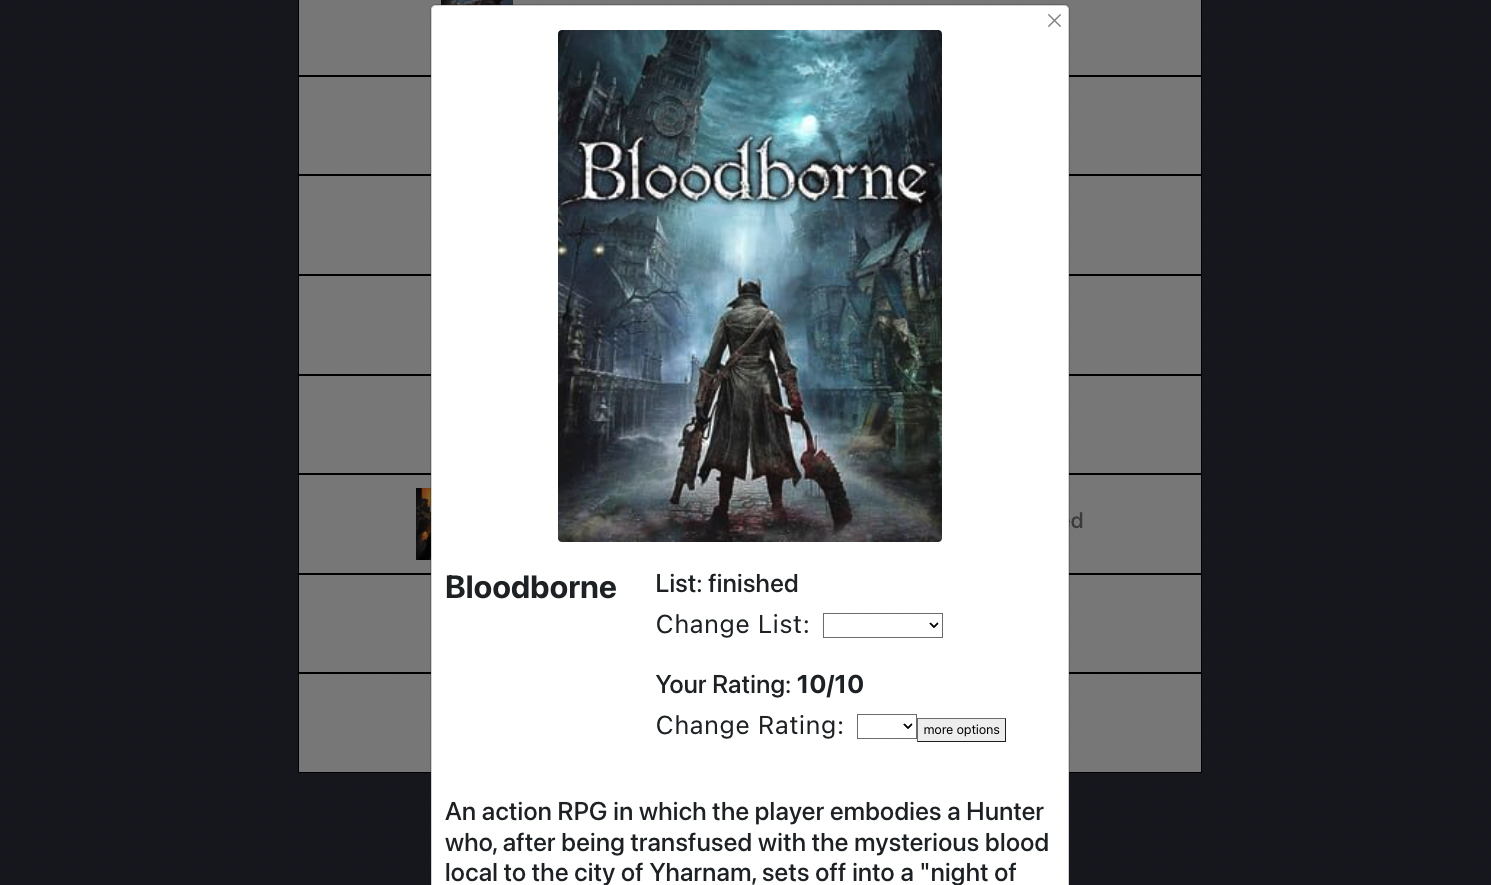 Bloodborne
Bloodborne
List: finished
Change List:
Your Rating: 10/10
Change Rating:
more options
An action RPG in which the player embodies a Hunter
who, after being transfused with the mysterious blood
local to the city of Yharnam, sets off into a "night of